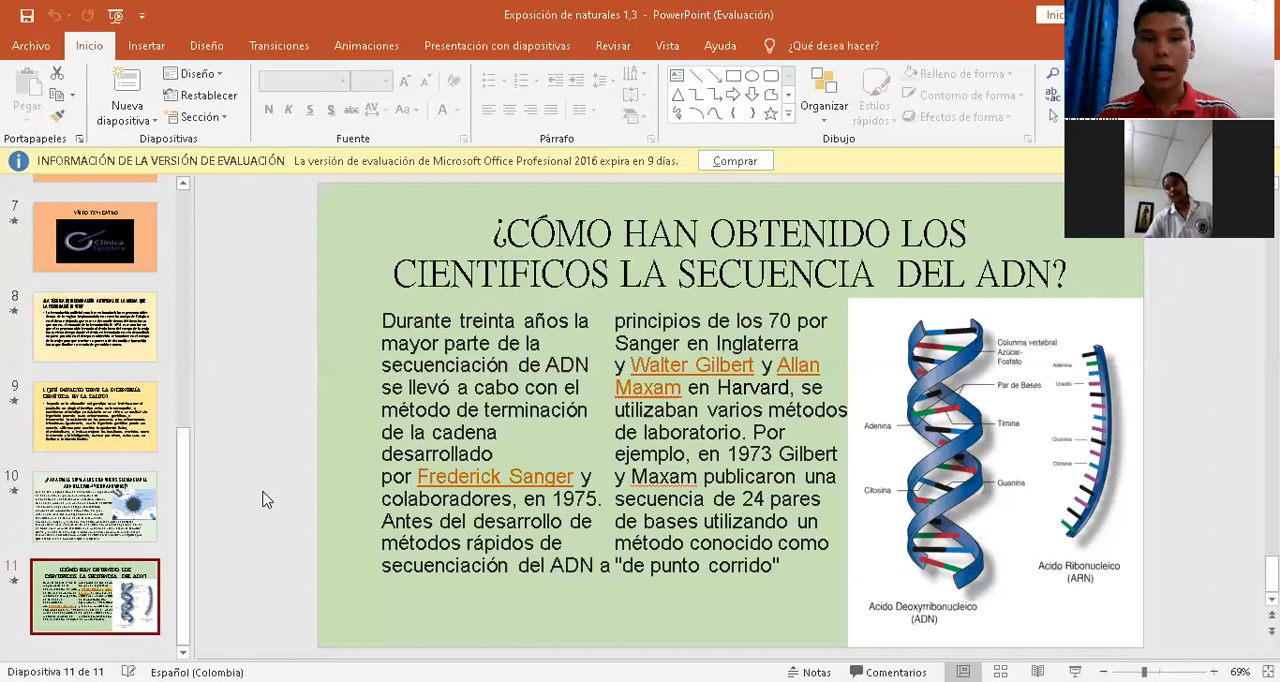 Exposición de naturales 1,3 - PowerPoint (Evaluación)
Inic
Archivo Inicio Insertar Diseño Transiciones Animaciones Presentación con diapositivas Revisar Vista Ayuda ¿Qué desea hacer?
Pegar
Nueva diapositiva
Diseño
Restablecer
Sección
N K S S abc AV Aa A
Organizar
Estilos rápidos
Relleno de forma
Contorno de forma
Efectos de forma
Portapapeles Diapositivas Fuente Párrafo Dibujo
INFORMACIÓN DE LA VERSIÓN DE EVALUACIÓN La versión de evaluación de Microsoft Office Profesional 2016 expira en 9 días. Comprar
7
8
9
10
11
¿CÓMO HAN OBTENIDO LOS
CIENTIFICOS LA SECUENCIA DEL ADN?
Durante treinta años la
mayor parte de la
secuenciación de ADN
se llevó a cabo con el
método de terminación
de la cadena
desarrollado
por Frederick Sanger y
colaboradores, en 1975.
Antes del desarrollo de
métodos rápidos de
secuenciación del ADN a
principios de los 70 por
Sanger en Inglaterra
y Walter Gilbert y Allan
Maxam en Harvard, se
utilizaban varios métodos
de laboratorio. Por
ejemplo, en 1973 Gilbert
y Maxam publicaron una
secuencia de 24 pares
de bases utilizando un
método conocido como
"de punto corrido"
Columna vertebral
Azúcar-
Fosfato
Par de Bases
Adenina
Timina
Citosina
Guanina
Acido Deoxyrribonucleico
(ADN)
Adenina
Uracilo
Guanina
Citosina
Acido Ribonucleico
(ARN)
Diapositiva 11 de 11 Español (Colombia) Notas Comentarios 69%